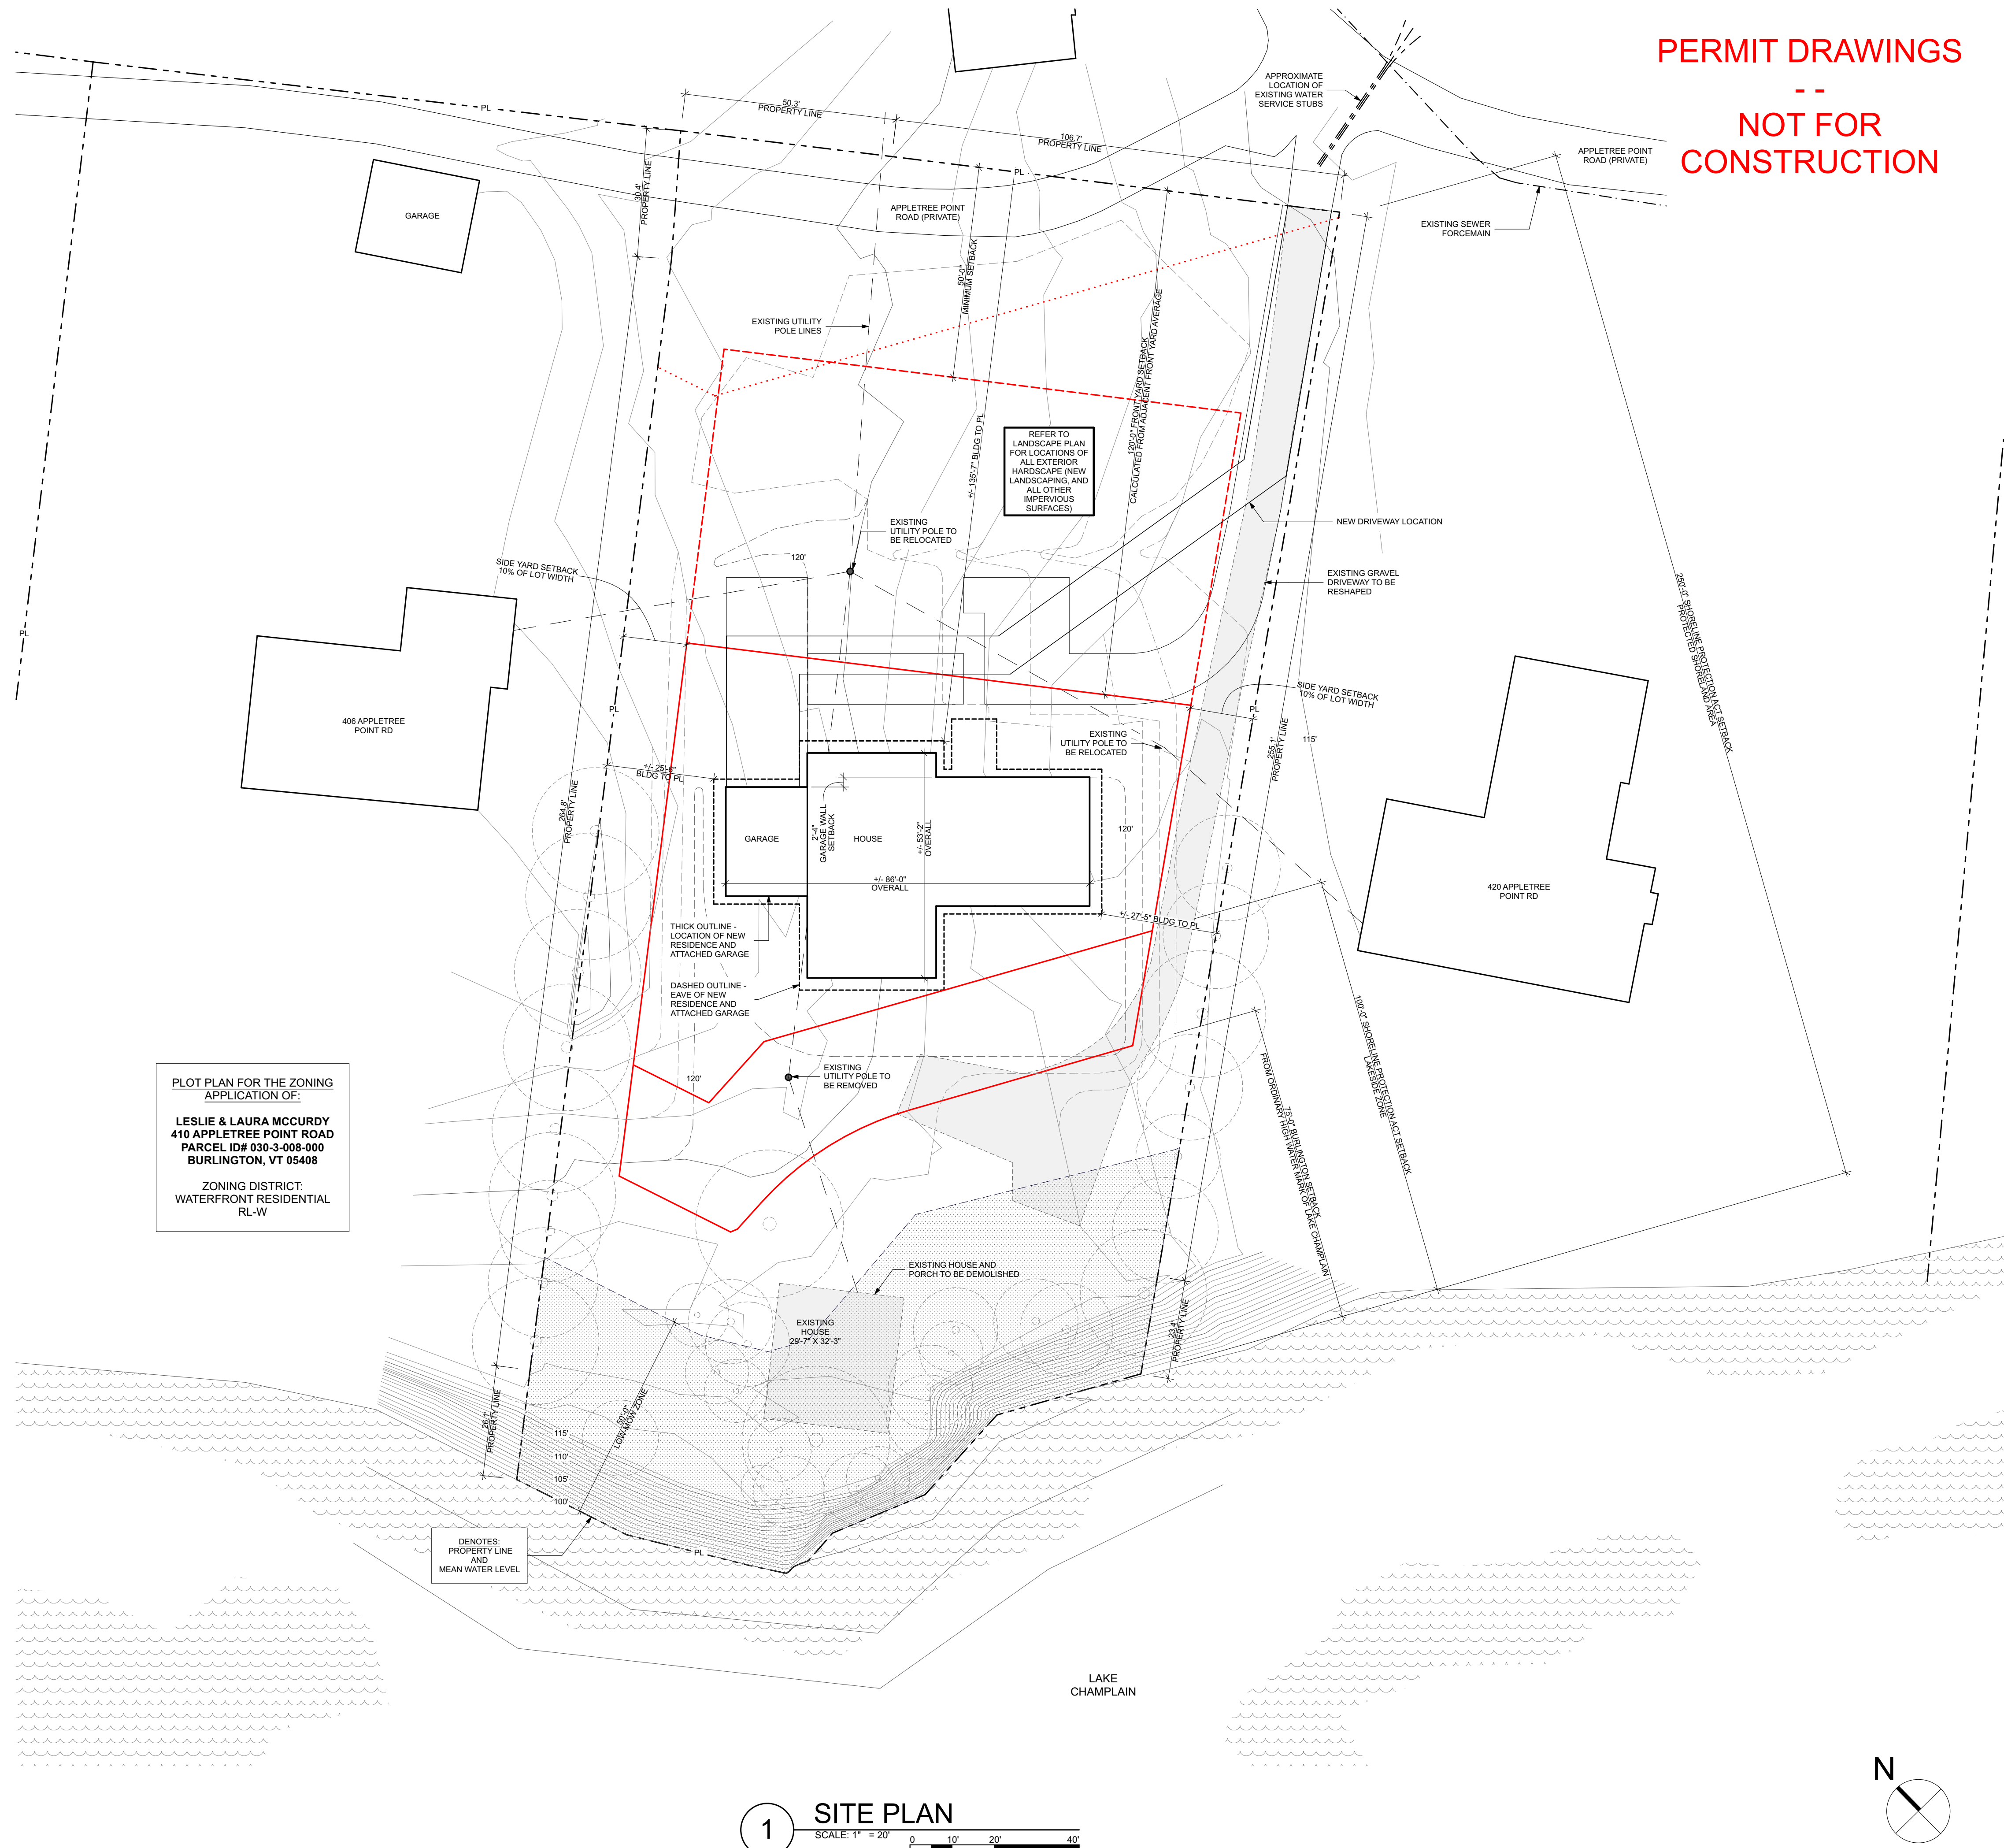 PERMIT DRAWINGS
- -
NOT FOR
CONSTRUCTION
APPROXIMATE
LOCATION OF
EXISTING WATER
SERVICE STUBS
PL
50.3'
PROPERTY LINE
106.7'
PROPERTY LINE
PL
APPLETREE POINT
ROAD (PRIVATE)
30.4'
PROPERTY LINE
GARAGE
APPLETREE POINT
ROAD (PRIVATE)
EXISTING SEWER
FORCEMAIN
50'-0"
MINIMUM SETBACK
EXISTING UTILITY
POLE LINES
120'-0" FRONT YARD SETBACK
CALCULATED FROM ADJACENT FRONT YARD AVERAGE
+/- 135'-7" BLDG TO PL
REFER TO
LANDSCAPE PLAN
FOR LOCATIONS OF
ALL EXTERIOR
HARDSCAPE (NEW
LANDSCAPING, AND
ALL OTHER
IMPERVIOUS
SURFACES)
EXISTING
UTILITY POLE TO
BE RELOCATED
NEW DRIVEWAY LOCATION
120'
SIDE YARD SETBACK
10% OF LOT WIDTH
EXISTING GRAVEL
DRIVEWAY TO BE
RESHAPED
250'-0" SHORELINE PROTECTION ACT SETBACK
PROTECTED SHORELAND AREA
PL
406 APPLETREE
POINT RD
PL
SIDE YARD SETBACK
10% OF LOT WIDTH
PL
EXISTING
UTILITY POLE TO
BE RELOCATED
255.1'
PROPERTY LINE
115'
+/- 25'-6"
BLDG TO PL
264.8'
PROPERTY LINE
GARAGE
2'-4"
GARAGE WALL
SETBACK
HOUSE
+/- 53'-2"
OVERALL
120'
+/- 86'-0"
OVERALL
420 APPLETREE
POINT RD
+/- 27'-5" BLDG TO PL
THICK OUTLINE -
LOCATION OF NEW
RESIDENCE AND
ATTACHED GARAGE
DASHED OUTLINE -
EAVE OF NEW
RESIDENCE AND
ATTACHED GARAGE
100'-0" SHORELINE PROTECTION ACT SETBACK
LAKESIDE ZONE
75'-0" BURLINGTON SETBACK
FROM ORDINARY HIGH WATER MARK OF LAKE CHAMPLAIN
EXISTING
UTILITY POLE TO
BE REMOVED
120'
PLOT PLAN FOR THE ZONING
APPLICATION OF:
LESLIE & LAURA MCCURDY
410 APPLETREE POINT ROAD
PARCEL ID# 030-3-008-000
BURLINGTON, VT 05408
ZONING DISTRICT:
WATERFRONT RESIDENTIAL
RL-W
EXISTING HOUSE AND
PORCH TO BE DEMOLISHED
EXISTING
HOUSE
29'-7" X 32'-3"
23.4'
PROPERTY LINE
26.1'
PROPERTY LINE
50'-0"
LOW-MOW ZONE
115'
110'
105'
100'
DENOTES:
PROPERTY LINE
AND
MEAN WATER LEVEL
PL
LAKE
CHAMPLAIN
N
1
SITE PLAN
SCALE: 1" = 20'
0 10' 20' 40'